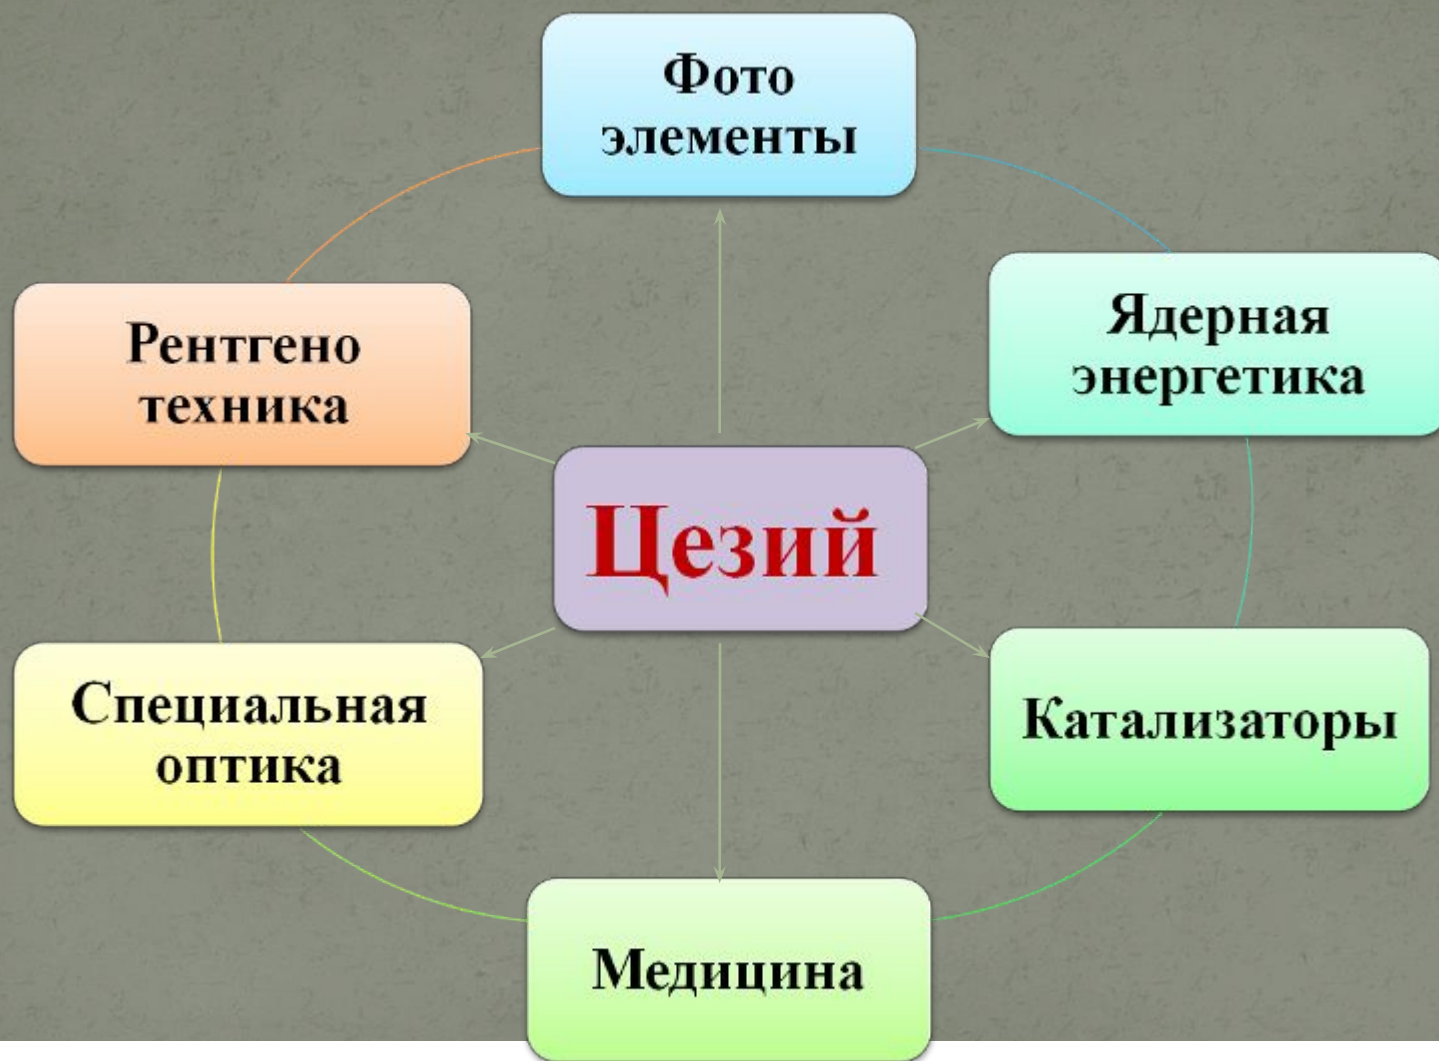 Фото
элементы
Ядерная
энергетика
Рентгено
техника
Цезий
Специальная
оптика
Катализаторы
Медицина